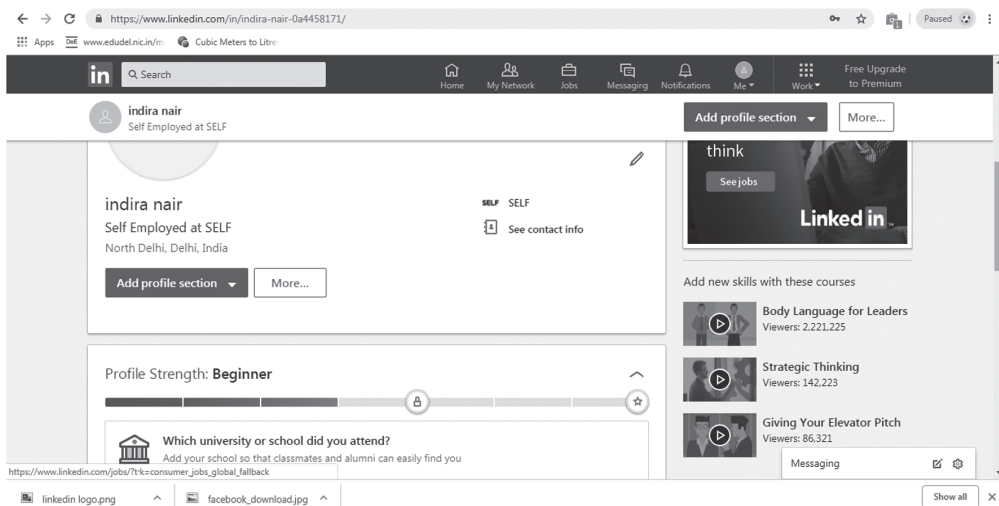 https://www.linkedin.com/in/indira-nair-0a4458171/
Paused
Apps
DoE www.edudel.nic.in/m
Cubic Meters to Litre
in
Search
Home
My Network
Jobs
Messaging
Notifications
Me
Work
Free Upgrade
to Premium
indira nair
Self Employed at SELF
Add profile section
More...
think
See jobs
Linked in
indira nair
Self Employed at SELF
North Delhi, Delhi, India
SELF SELF
See contact info
Add profile section
More...
Add new skills with these courses
Body Language for Leaders
Viewers: 2,221,225
Strategic Thinking
Viewers: 142,223
Giving Your Elevator Pitch
Viewers: 86,321
Profile Strength: Beginner
Which university or school did you attend?
Add your school so that classmates and alumni can easily find you
Messaging
https://www.linkedin.com/jobs/?trk=consumer_jobs_global_fallback
linkedin logo.png
facebook_download.jpg
Show all